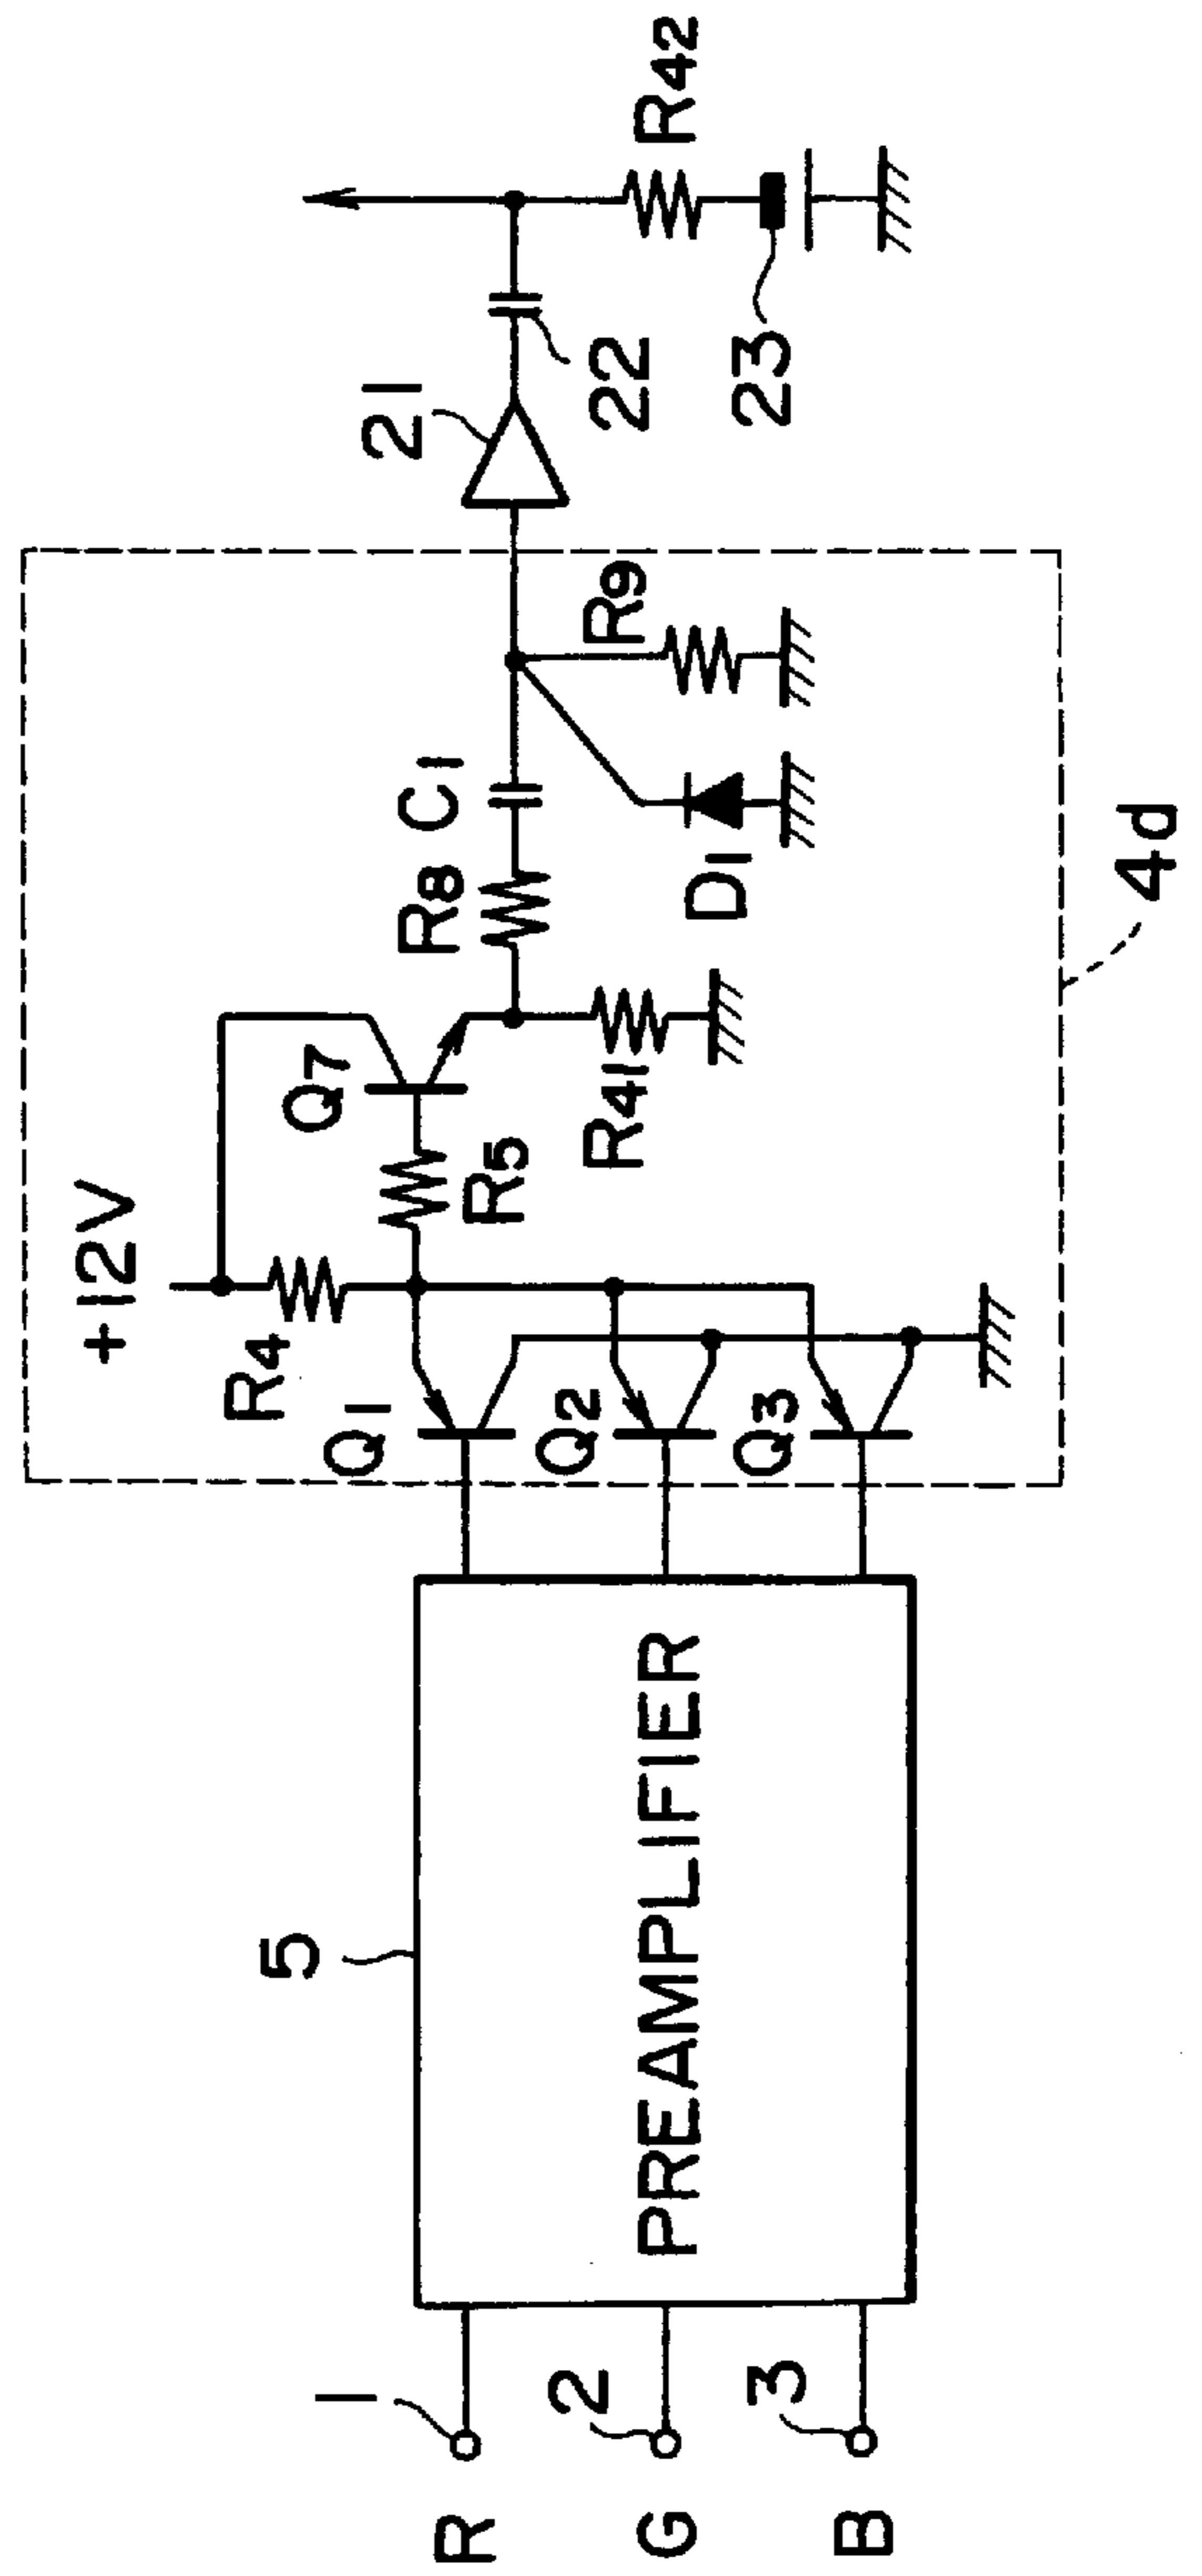 R
1
G
2
B
3
5
PREAMPLIFIER
+12V
R4
Q1
Q2
Q3
R5
Q7
R41
R8
C1
D1
R9
4d
21
22
23
R42